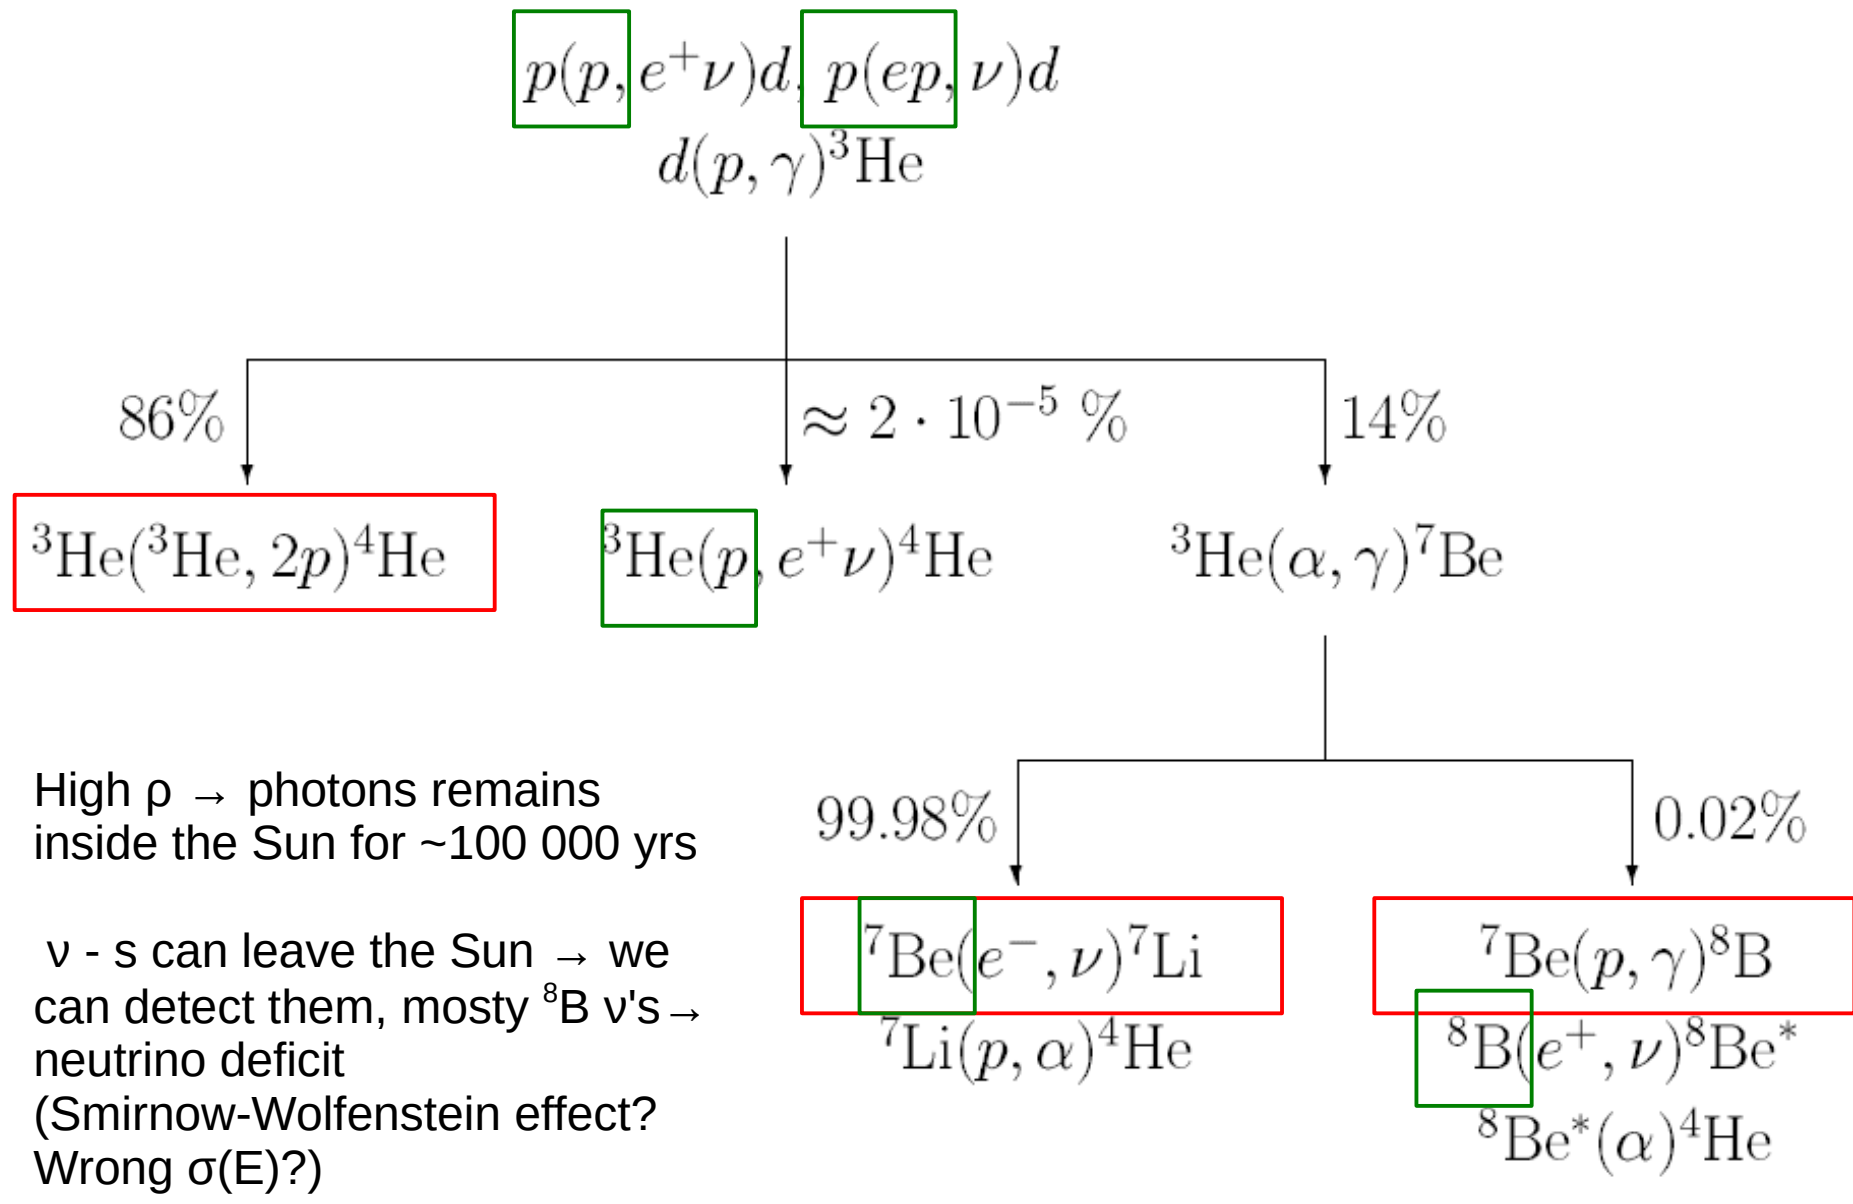 p(p, e⁺ν)d, p(ep, ν)d
d(p, γ)³He
86%
≈ 2 · 10⁻⁵ %
14%
³He(³He, 2p)⁴He
³He(p, e⁺ν)⁴He
³He(α, γ)⁷Be
High ρ → photons remains
inside the Sun for ~100 000 yrs
ν - s can leave the Sun → we
can detect them, mosty ⁸B ν's→
neutrino deficit
(Smirnow-Wolfenstein effect?
Wrong σ(E)?)
99.98%
0.02%
⁷Be(e⁻, ν)⁷Li
⁷Li(p, α)⁴He
⁷Be(p, γ)⁸B
⁸B(e⁺, ν)⁸Be*
⁸Be*(α)⁴He